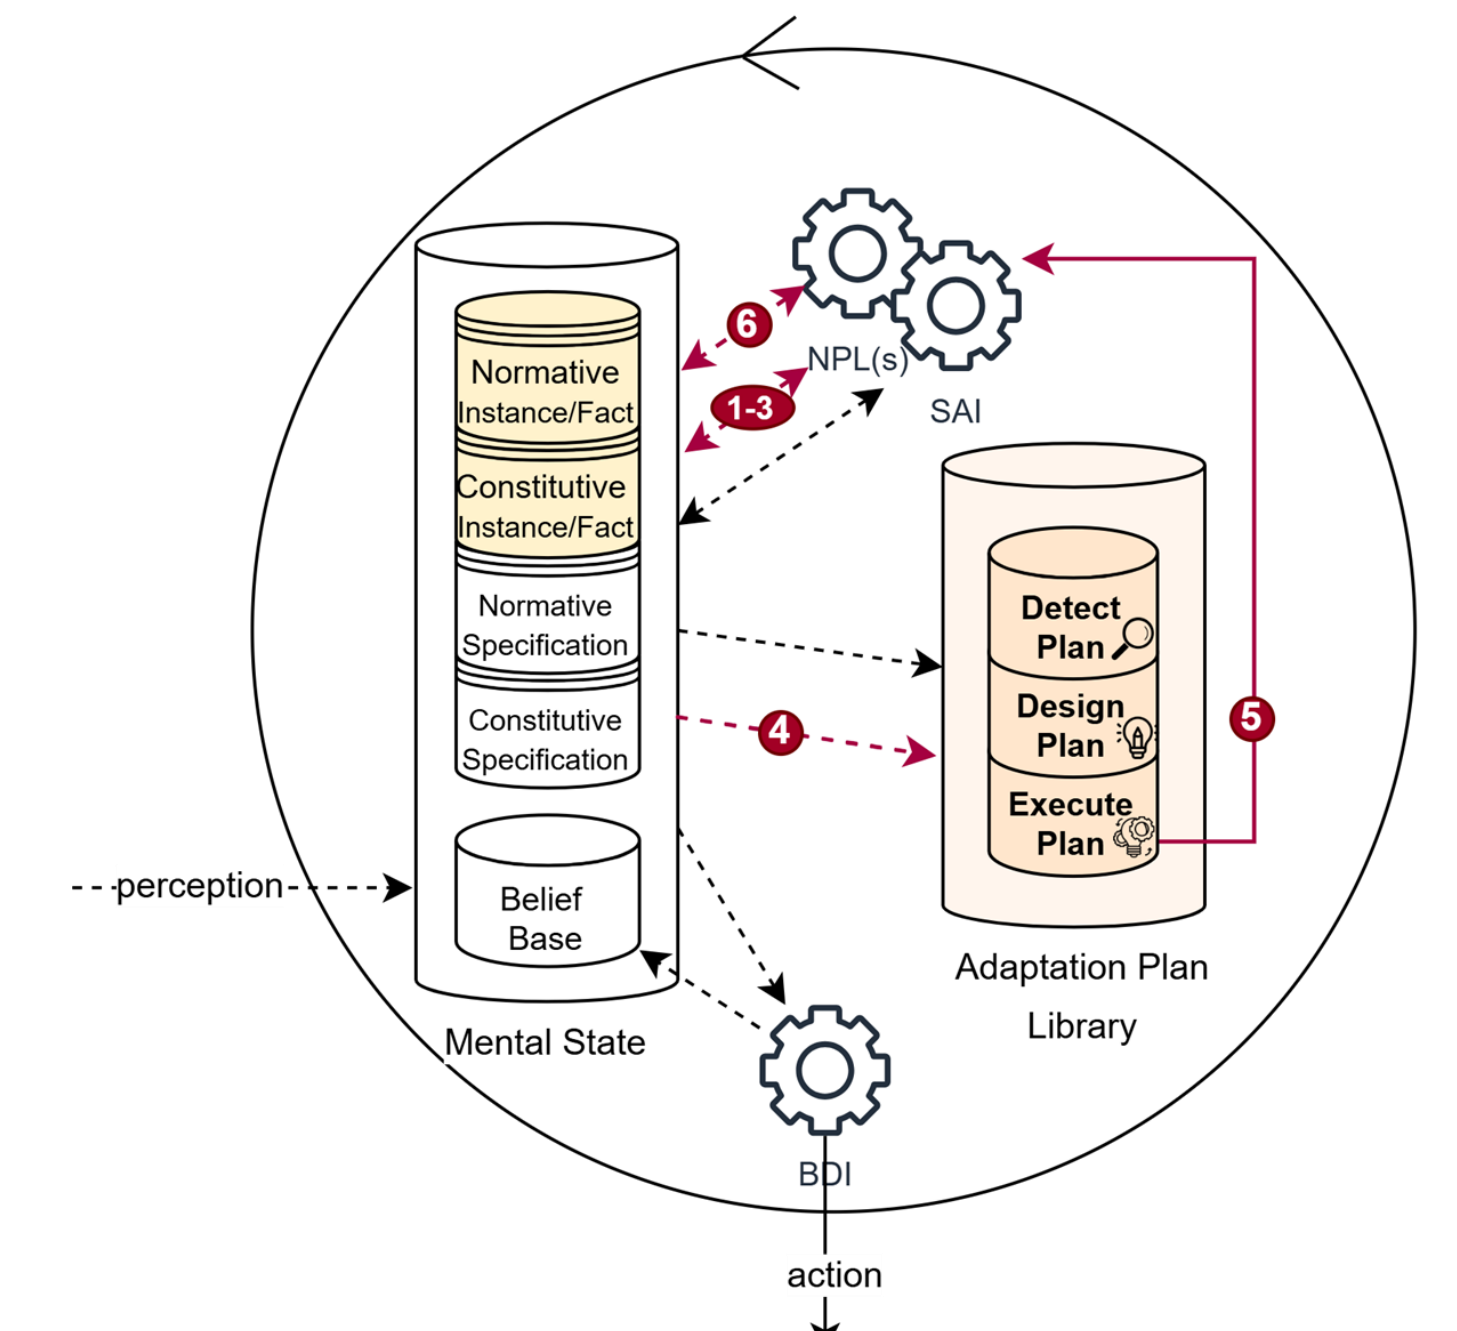 6
NPL(s)
1-3
SAI
Normative
Instance/Fact
Constitutive
Instance/Fact
Normative
Specification
Constitutive
Specification
4
Detect
Plan
Design
Plan
Execute
Plan
5
perception
Belief
Base
Mental State
Adaptation Plan
Library
BDI
action